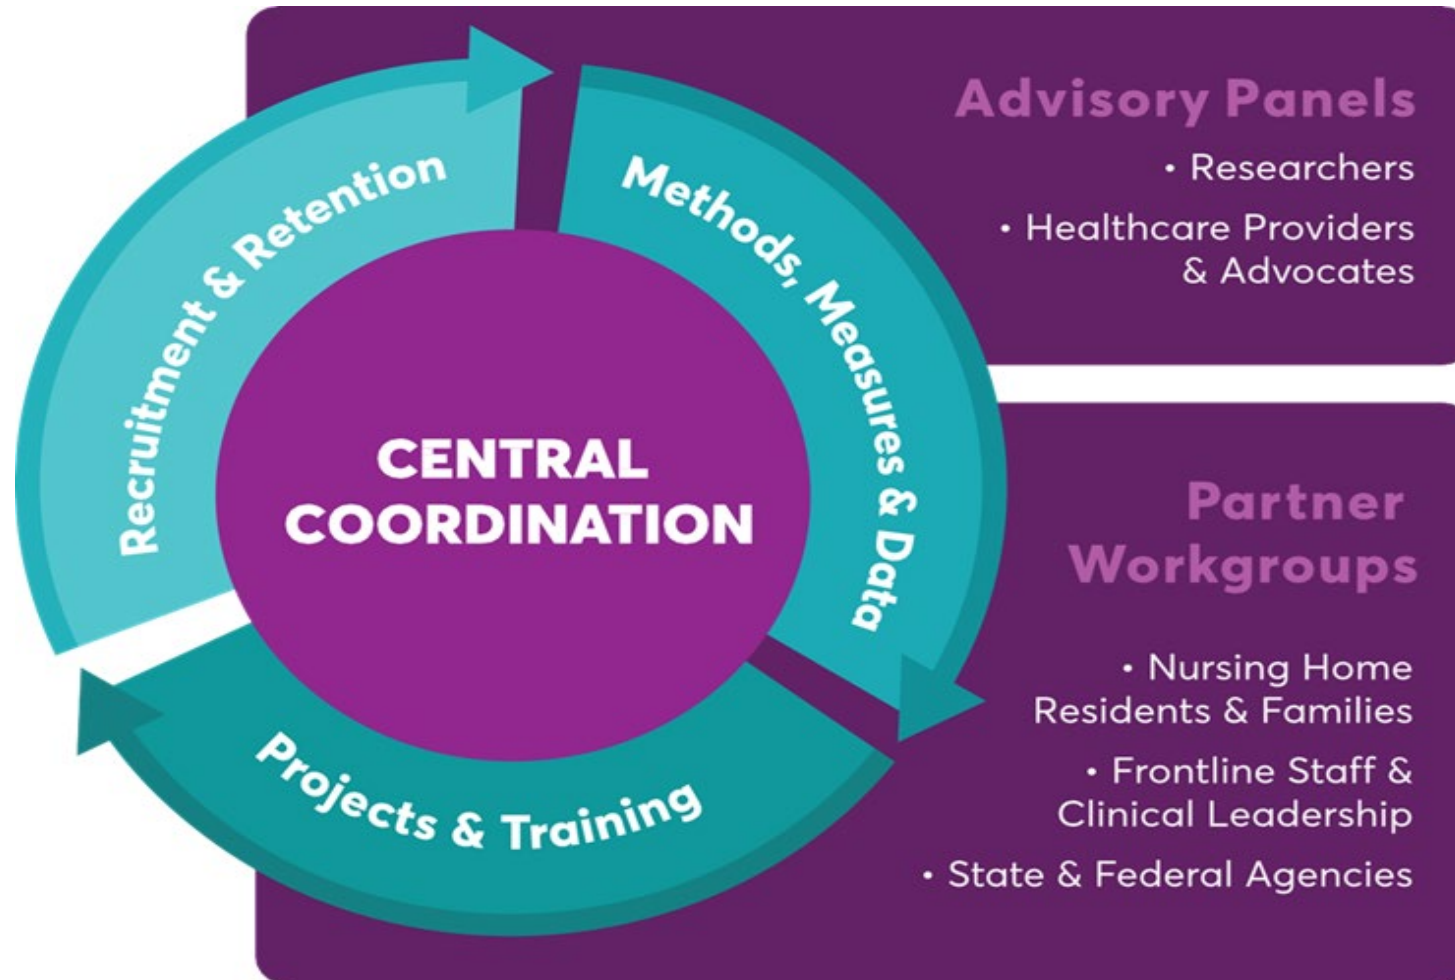 Recruitment & Retention
Methods, Measures & Data
Projects & Training
CENTRAL
COORDINATION
Advisory Panels
• Researchers
• Healthcare Providers
& Advocates
Partner
Workgroups
• Nursing Home
Residents & Families
• Frontline Staff &
Clinical Leadership
• State & Federal Agencies